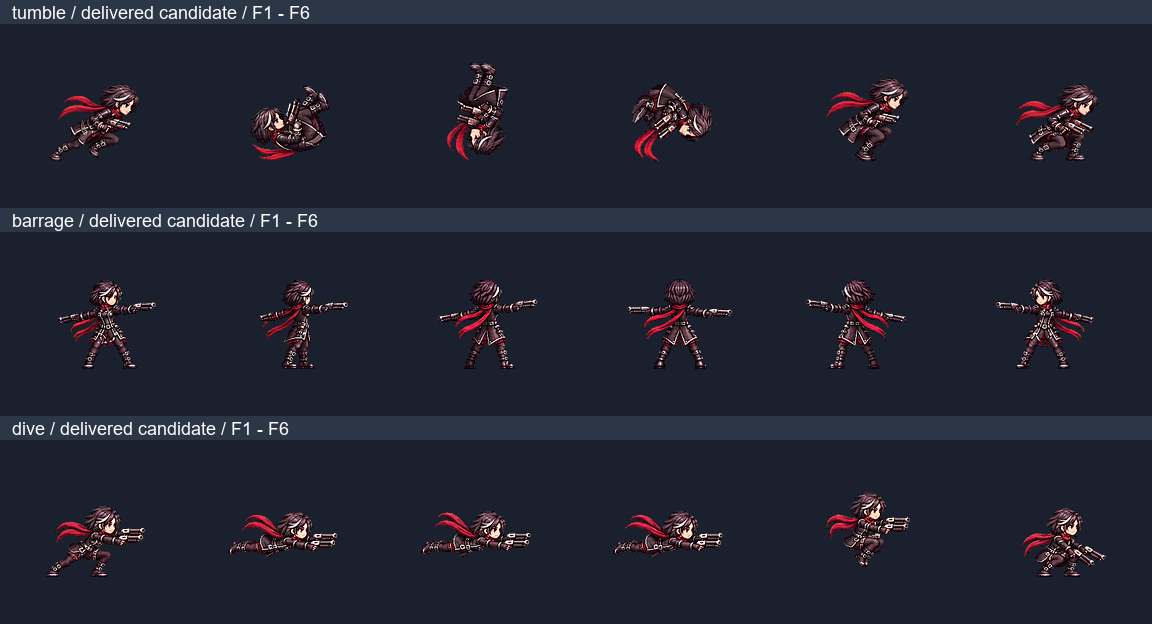 tumble / delivered candidate / F1 - F6
barrage / delivered candidate / F1 - F6
dive / delivered candidate / F1 - F6